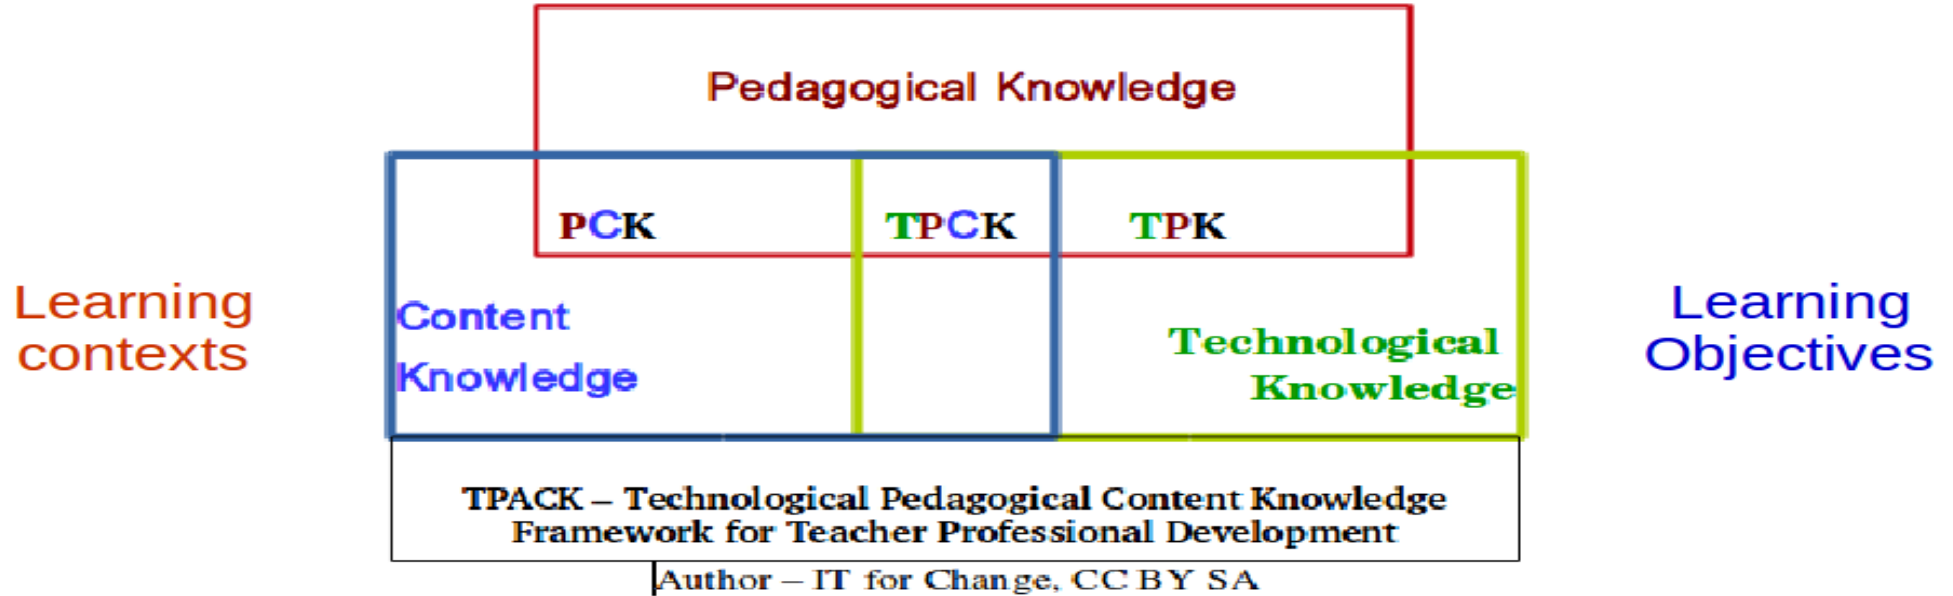 Pedagogical Knowledge
PCK
TPCK
TPK
Content
Knowledge
Technological
Knowledge
Learning
contexts
Learning
Objectives
TPACK – Technological Pedagogical Content Knowledge
Framework for Teacher Professional Development
Author – IT for Change, CC BY SA